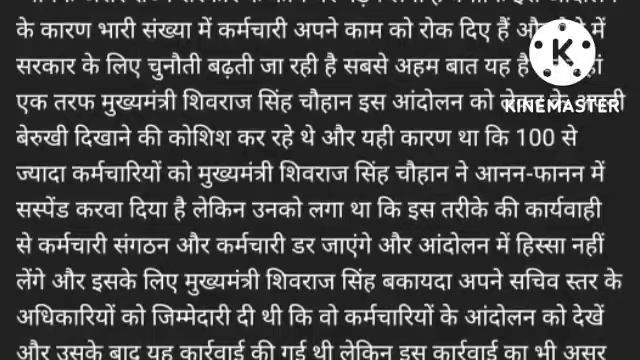 के कारण भारी संख्या में कर्मचारी अपने काम को रोक दिए हैं और में
सरकार के लिए चुनौती बढ़ती जा रही है सबसे अहम बात यह है
एक तरफ मुख्यमंत्री शिवराज सिंह चौहान इस आंदोलन को
KINEMASTER
बेरुखी दिखाने की कोशिश कर रहे थे और यही कारण था कि 100 से
ज्यादा कर्मचारियों को मुख्यमंत्री शिवराज सिंह चौहान ने आनन-फानन में
सस्पेंड करवा दिया है लेकिन उनको लगा था कि इस तरीके की कार्यवाही
से कर्मचारी संगठन और कर्मचारी डर जाएंगे और आंदोलन में हिस्सा नहीं
लेंगे और इसके लिए मुख्यमंत्री शिवराज सिंह बकायदा अपने सचिव स्तर के
अधिकारियों को जिम्मेदारी दी थी कि वो कर्मचारियों के आंदोलन को देखें
और उसके बाद यह कार्रवाई की गई थी लेकिन इस कार्रवाई का भी असर